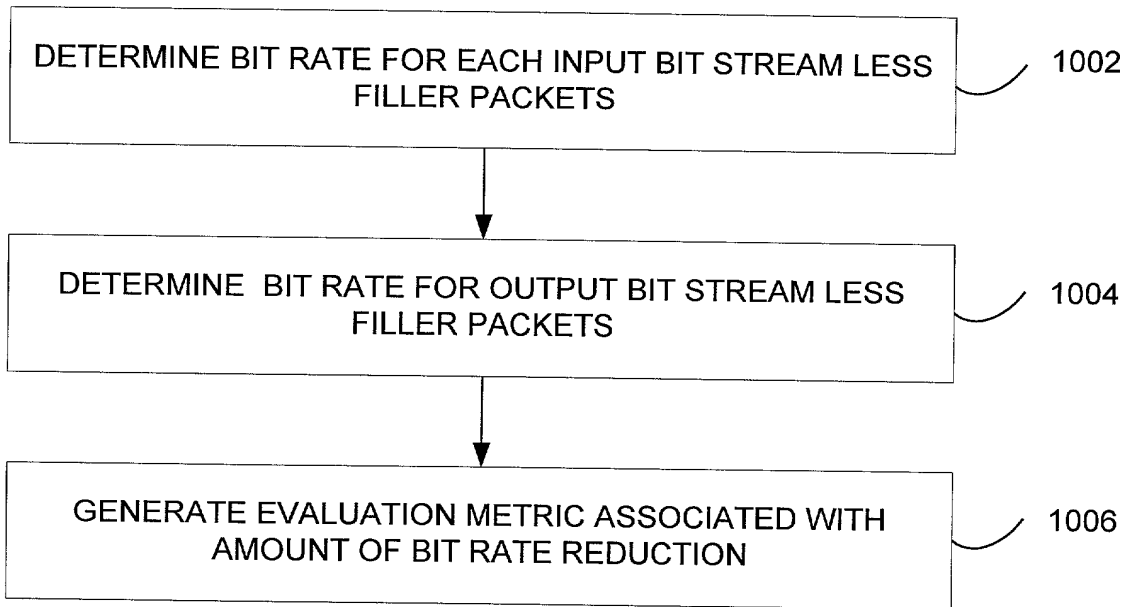 DETERMINE BIT RATE FOR EACH INPUT BIT STREAM LESS
FILLER PACKETS
1002
DETERMINE BIT RATE FOR OUTPUT BIT STREAM LESS
FILLER PACKETS
1004
GENERATE EVALUATION METRIC ASSOCIATED WITH
AMOUNT OF BIT RATE REDUCTION
1006